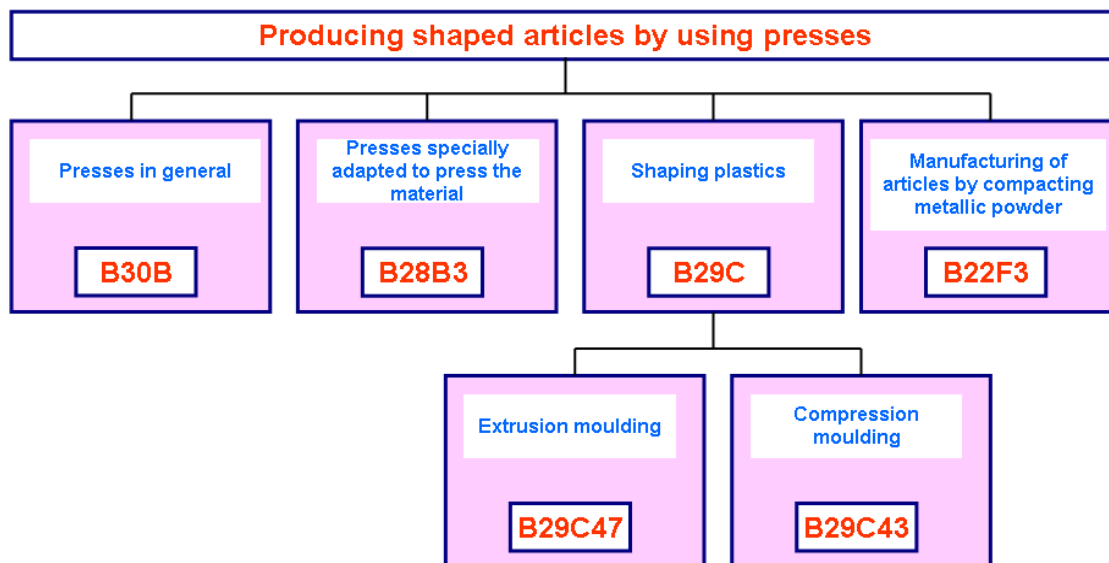 Producing shaped articles by using presses
Presses in general
B30B
Presses specially
adapted to press the
material
B28B3
Shaping plastics
B29C
Manufacturing of
articles by compacting
metallic powder
B22F3
Extrusion moulding
B29C47
Compression
moulding
B29C43